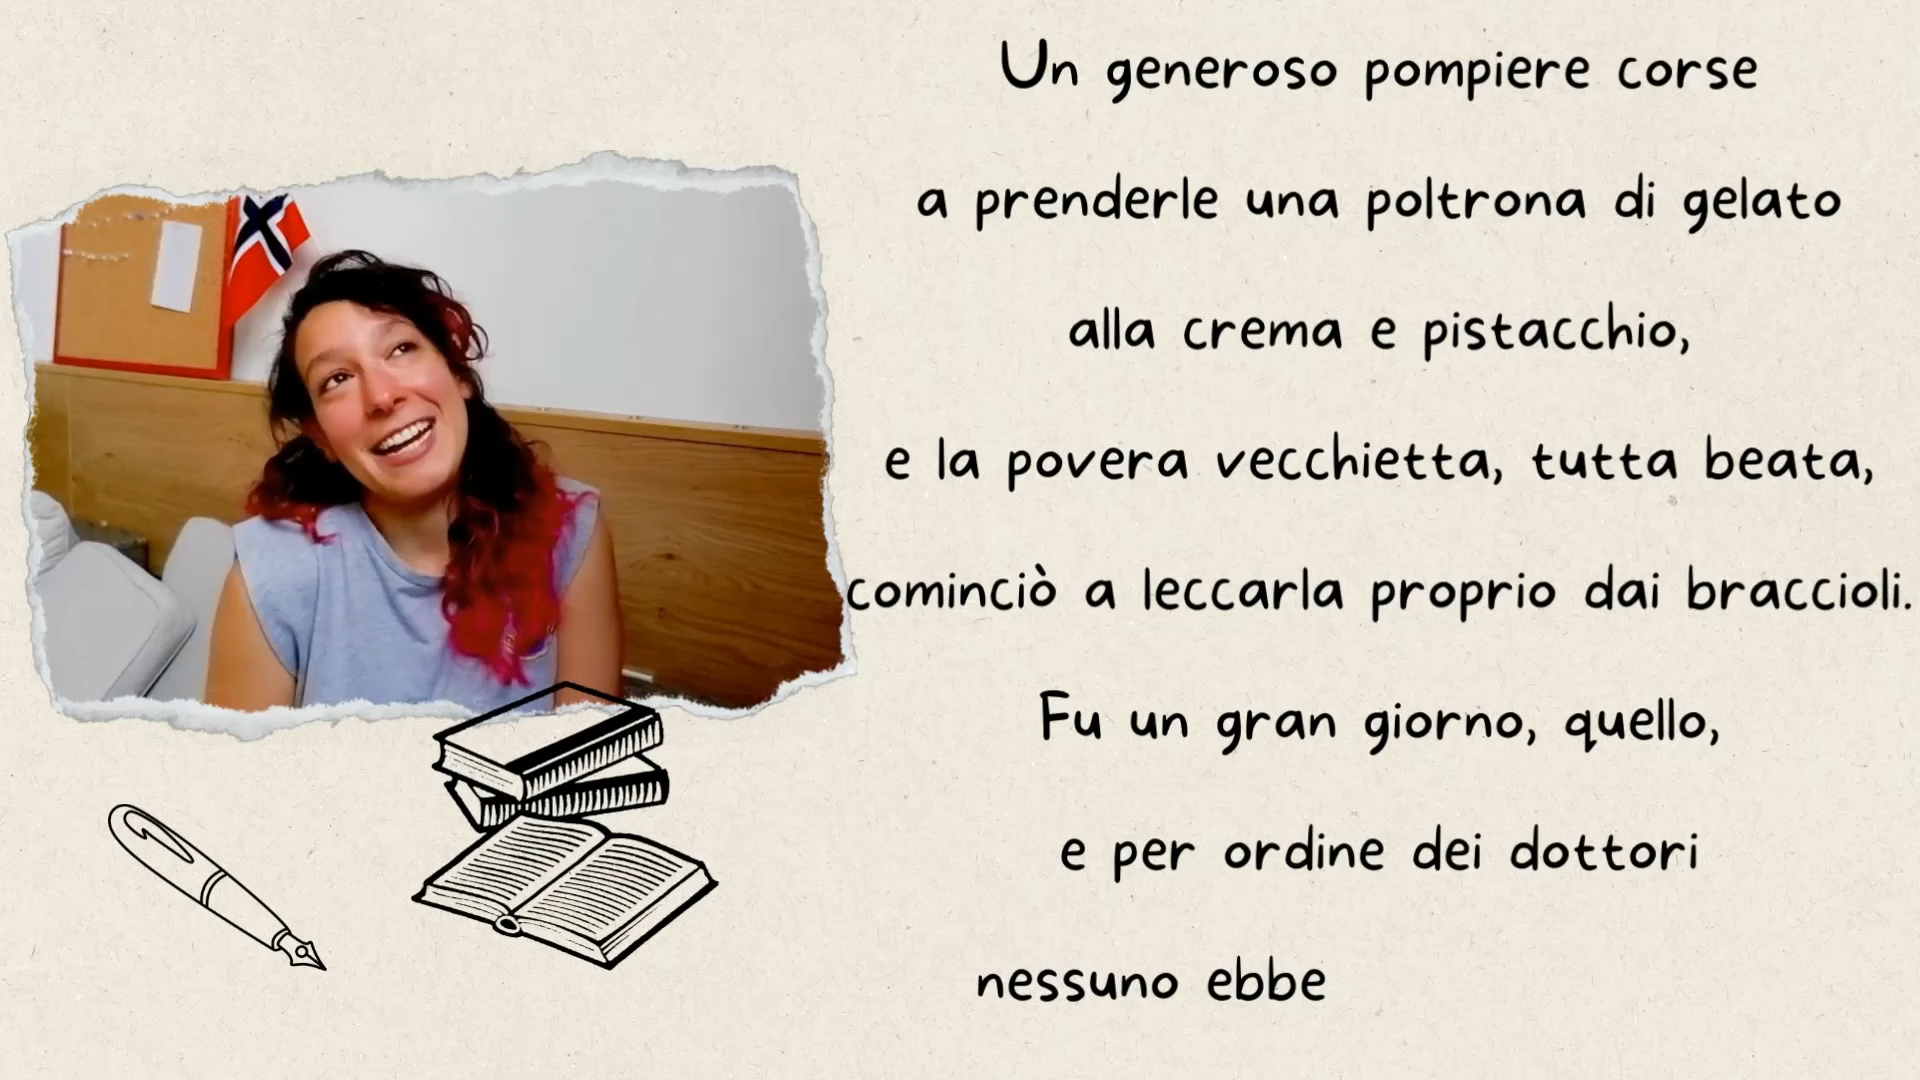 Un generoso pompiere corse
a prenderle una poltrona di gelato
alla crema e pistacchio,
e la povera vecchietta, tutta beata,
cominciò a leccarla proprio dai braccioli.
Fu un gran giorno, quello,
e per ordine dei dottori
nessuno ebbe